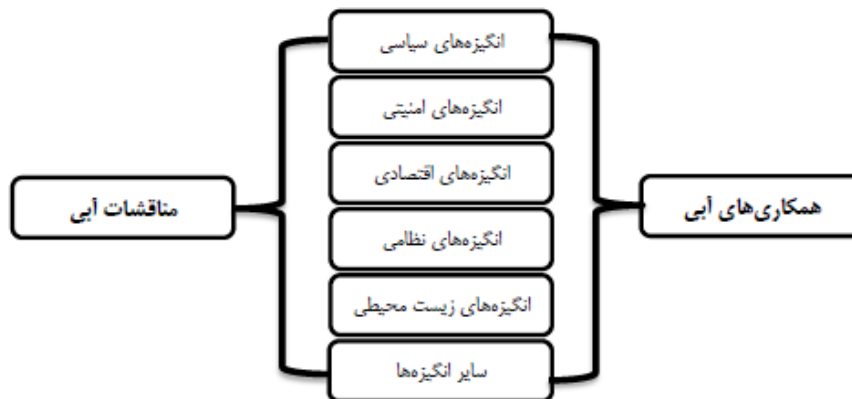 همکاری‌های آبی
انگیزه‌های سیاسی
انگیزه‌های امنیتی
انگیزه‌های اقتصادی
انگیزه‌های نظامی
انگیزه‌های زیست محیطی
سایر انگیزه‌ها
مناقشات آبی